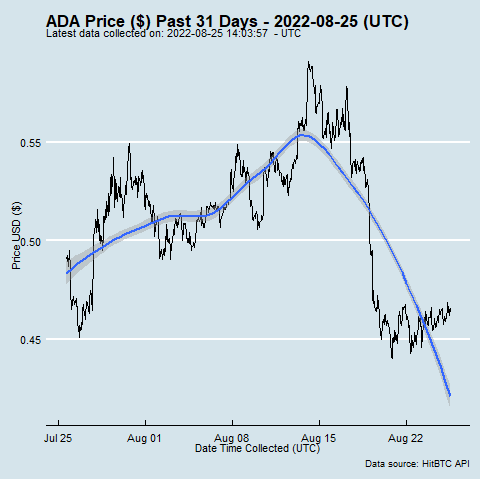 ADA Price ($) Past 31 Days - 2022-08-25 (UTC)
Latest data collected on: 2022-08-25 14:03:57  - UTC
0.55
0.50
0.45
Price USD ($)
Jul 25
Aug 01
Aug 08
Aug 15
Aug 22
Date Time Collected (UTC)
Data source: HitBTC API